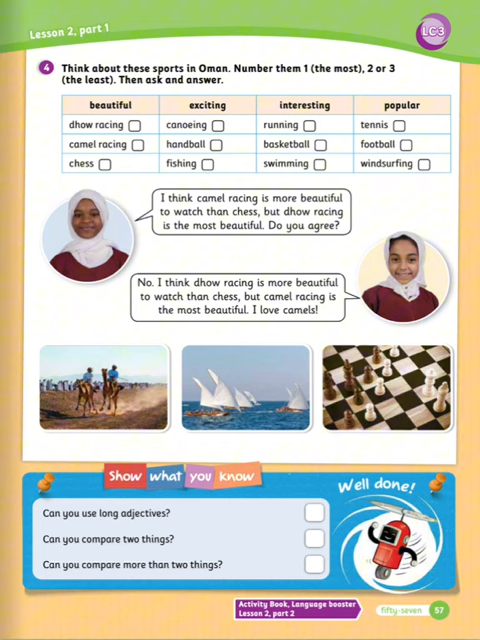 Lesson 2, part 1
LC3
4 Think about these sports in Oman. Number them 1 (the most), 2 or 3
(the least). Then ask and answer.
beautiful exciting interesting popular
dhow racing canoeing running tennis
camel racing handball basketball football
chess fishing swimming windsurfing
I think camel racing is more beautiful
to watch than chess, but dhow racing
is the most beautiful. Do you agree?
No. I think dhow racing is more beautiful
to watch than chess, but camel racing is
the most beautiful. I love camels!
Show what you know
Well done!
Can you use long adjectives?
Can you compare two things?
Can you compare more than two things?
Activity Book, Language booster
Lesson 2, part 2
fifty-seven 57